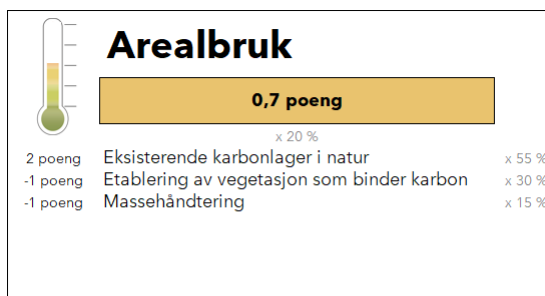 Arealbruk
0,7 poeng
x 20 %
2 poeng Eksisterende karbonlager i natur x 55 %
-1 poeng Etablering av vegetasjon som binder karbon x 30 %
-1 poeng Massehåndtering x 15 %